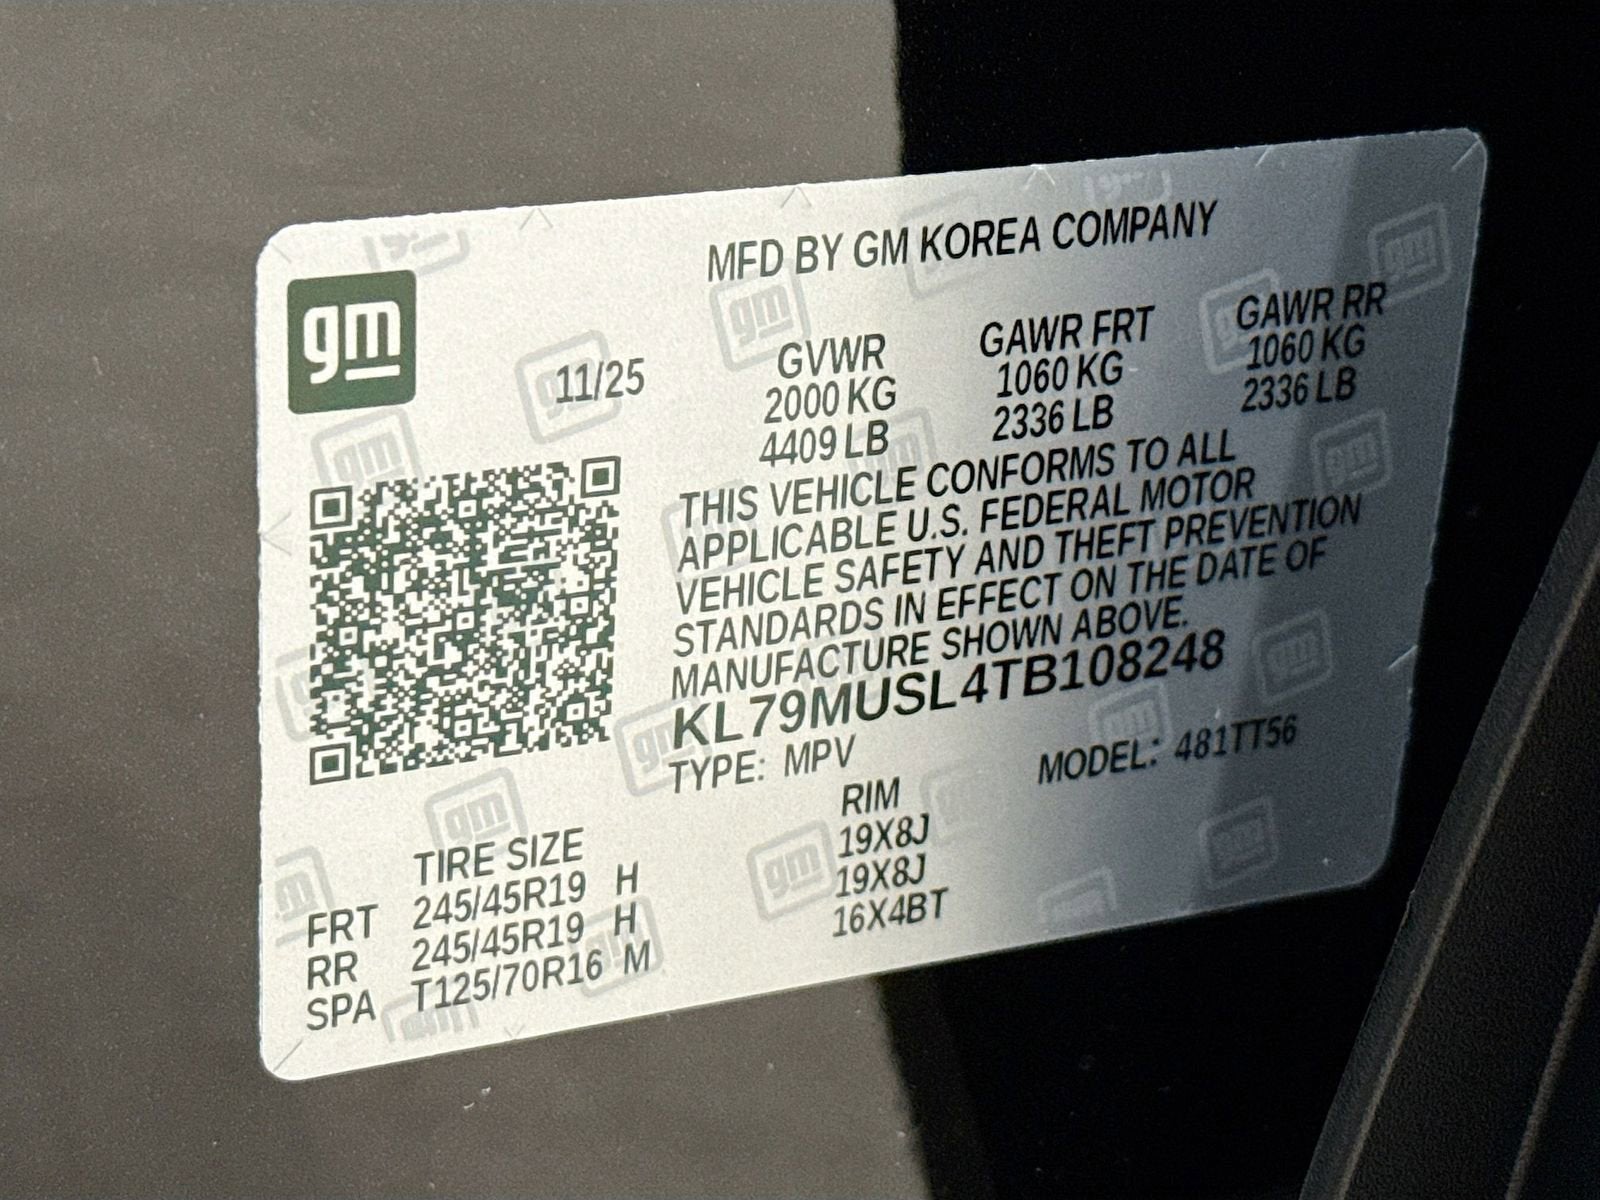 gm
MFD BY GM KOREA COMPANY
11/25
GVWR
2000 KG
4409 LB
GAWR FRT
1060 KG
2336 LB
GAWR RR
1060 KG
2336 LB
THIS VEHICLE CONFORMS TO ALL
APPLICABLE U.S. FEDERAL MOTOR
VEHICLE SAFETY AND THEFT PREVENTION
STANDARDS IN EFFECT ON THE DATE OF
MANUFACTURE SHOWN ABOVE.
KL79MUSL4TB108248
TYPE: MPV MODEL: 481TT56
TIRE SIZE RIM
FRT 245/45R19 H 19X8J
RR 245/45R19 H 19X8J
SPA T125/70R16 M 16X4BT